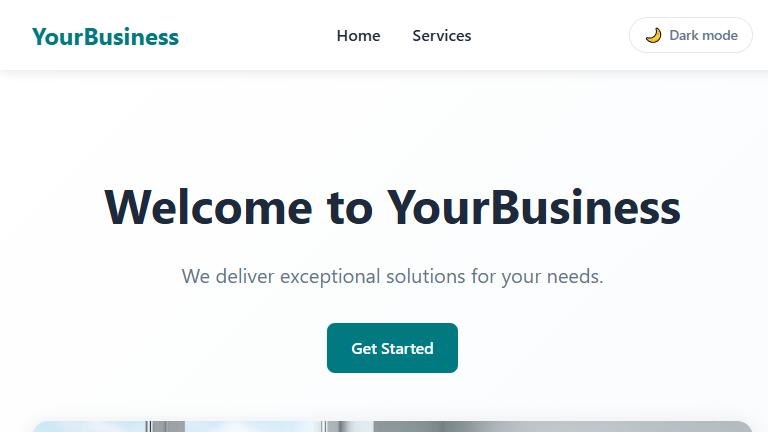 YourBusiness
Home
Services
🌙 Dark mode
Welcome to YourBusiness
We deliver exceptional solutions for your needs.
Get Started